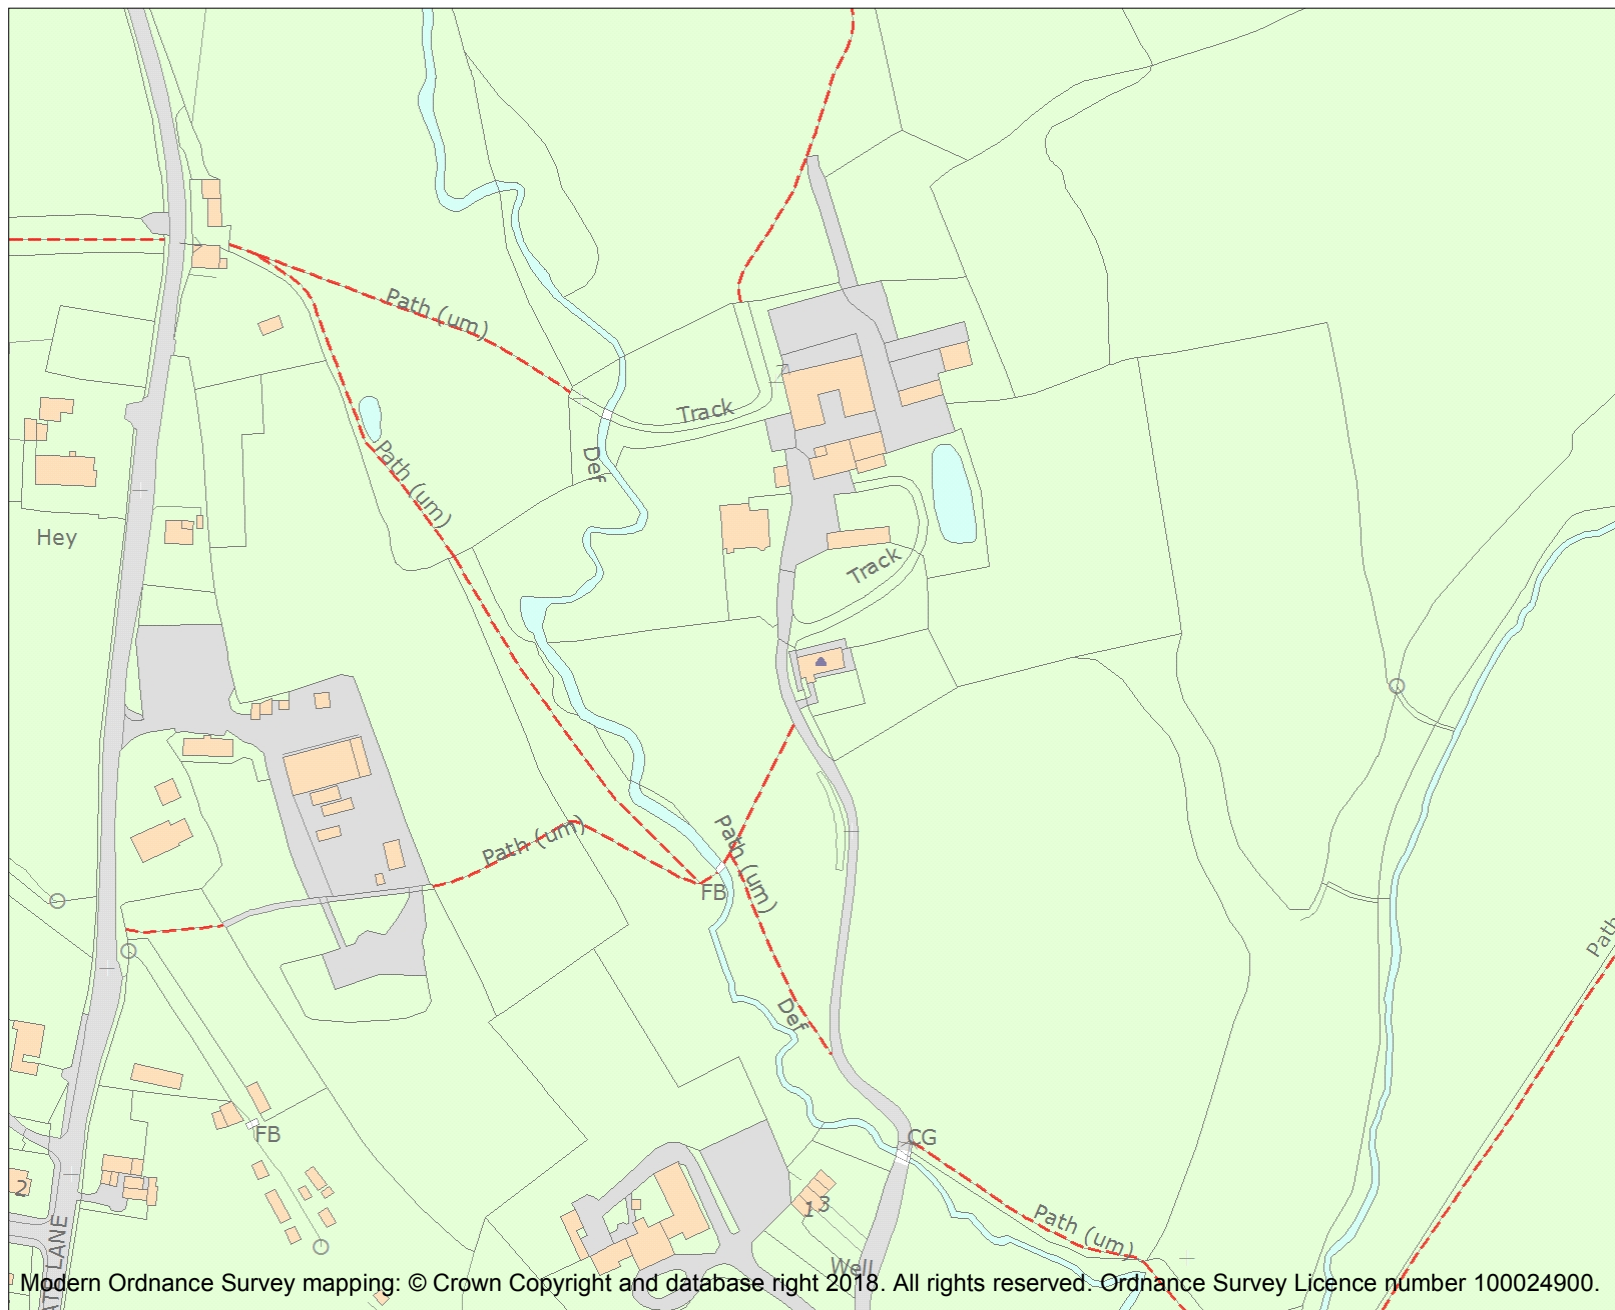 Path (um)
Track
Def
Path (um)
Hey
Track
Path (um)
Path (um)
FB
Path
Def
FB
CG
2
13
Path (um)
LANE
Well
Modern Ordnance Survey mapping: © Crown Copyright and database right 2018. All rights reserved. Ordnance Survey Licence number 100024900.